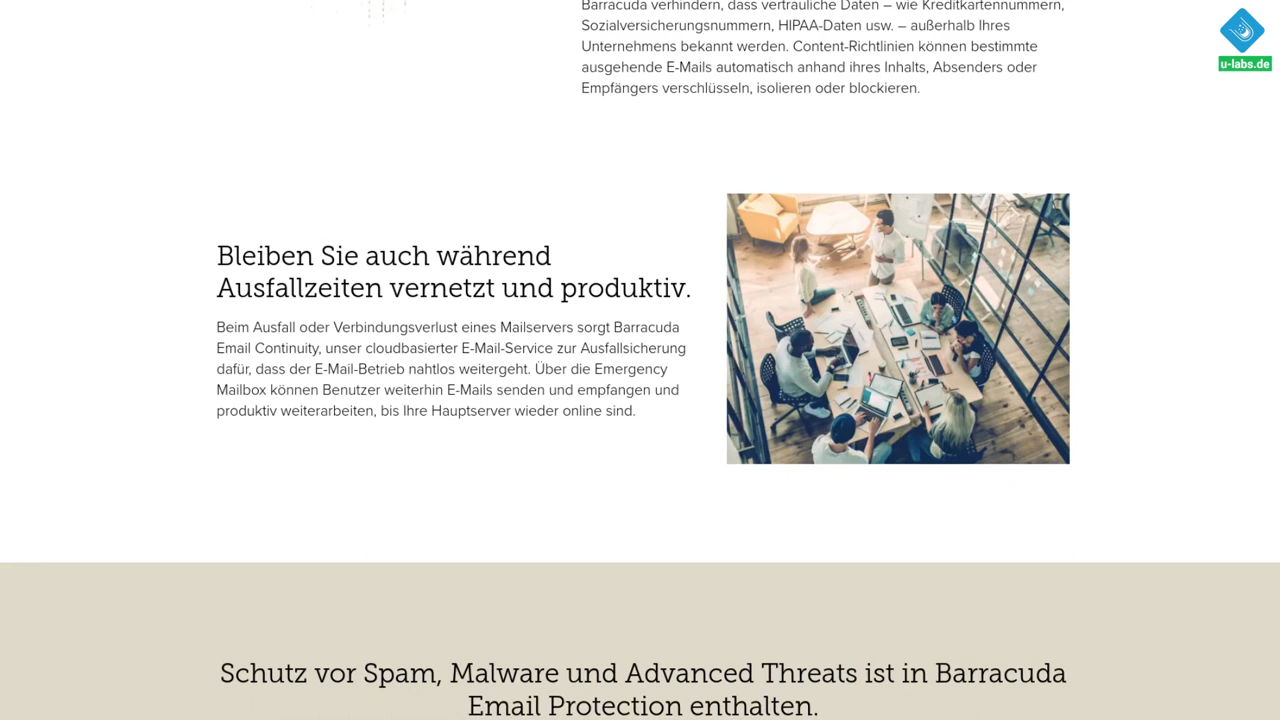 Barracuda verhindern, dass vertrauliche Daten – wie Kreditkartennummern,
Sozialversicherungsnummern, HIPAA-Daten usw. – außerhalb Ihres
Unternehmens bekannt werden. Content-Richtlinien können bestimmte
ausgehende E-Mails automatisch anhand ihres Inhalts, Absenders oder
Empfängers verschlüsseln, isolieren oder blockieren.
u-labs.de
Bleiben Sie auch während
Ausfallzeiten vernetzt und produktiv.
Beim Ausfall oder Verbindungsverlust eines Mailservers sorgt Barracuda
Email Continuity, unser cloudbasierter E-Mail-Service zur Ausfallsicherung
dafür, dass der E-Mail-Betrieb nahtlos weitergeht. Über die Emergency
Mailbox können Benutzer weiterhin E-Mails senden und empfangen und
produktiv weiterarbeiten, bis Ihre Hauptserver wieder online sind.
Schutz vor Spam, Malware und Advanced Threats ist in Barracuda
Email Protection enthalten.